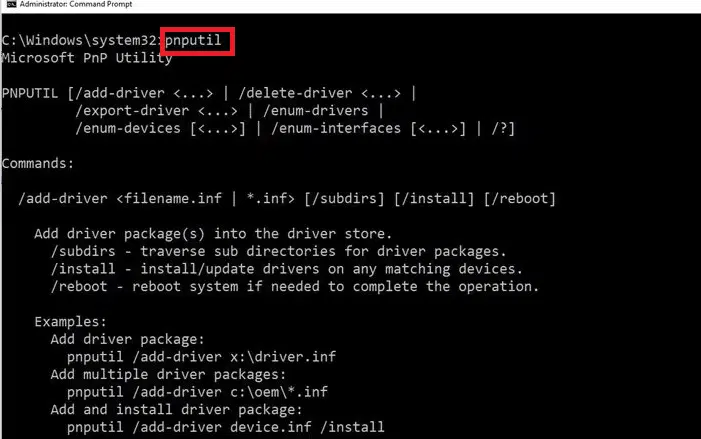 Administrator: Command Prompt
C:\Windows\system32>pnputil
Microsoft PnP Utility
PNPUTIL [/add-driver <...> | /delete-driver <...> |
/export-driver <...> | /enum-drivers |
/enum-devices [<...>] | /enum-interfaces [<...>] | /?]
Commands:
/add-driver <filename.inf | *.inf> [/subdirs] [/install] [/reboot]
Add driver package(s) into the driver store.
/subdirs - traverse sub directories for driver packages.
/install - install/update drivers on any matching devices.
/reboot - reboot system if needed to complete the operation.
Examples:
Add driver package:
pnputil /add-driver x:\driver.inf
Add multiple driver packages:
pnputil /add-driver c:\oem\*.inf
Add and install driver package:
pnputil /add-driver device.inf /install